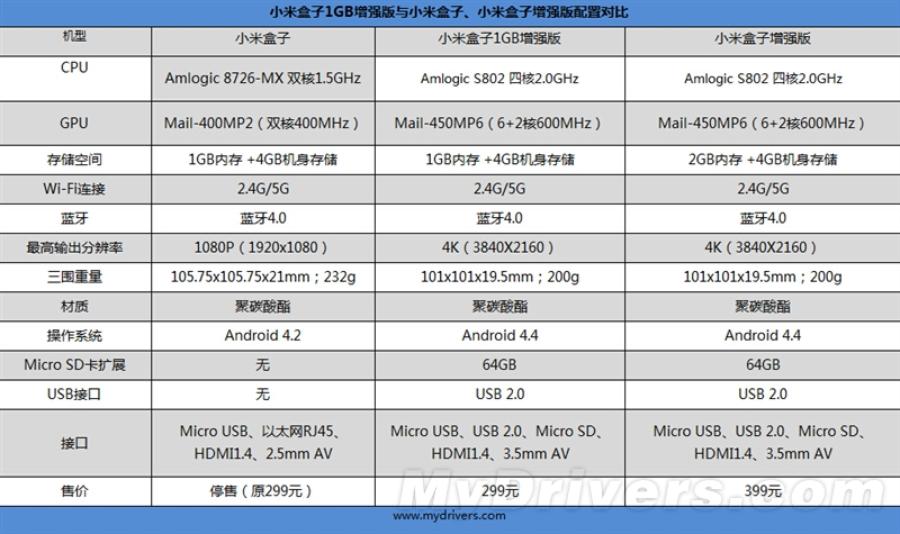 小米盒子1GB增强版与小米盒子、小米盒子增强版配置对比
机型 小米盒子 小米盒子1GB增强版 小米盒子增强版
CPU Amlogic 8726-MX 双核1.5GHz Amlogic S802 四核2.0GHz Amlogic S802 四核2.0GHz
GPU Mail-400MP2（双核400MHz） Mail-450MP6（6+2核600MHz） Mail-450MP6（6+2核600MHz）
存储空间 1GB内存 +4GB机身存储 1GB内存 +4GB机身存储 2GB内存 +4GB机身存储
Wi-Fi连接 2.4G/5G 2.4G/5G 2.4G/5G
蓝牙 蓝牙4.0 蓝牙4.0 蓝牙4.0
最高输出分辨率 1080P（1920x1080） 4K（3840X2160） 4K（3840X2160）
三围重量 105.75x105.75x21mm；232g 101x101x19.5mm；200g 101x101x19.5mm；200g
材质 聚碳酸酯 聚碳酸酯 聚碳酸酯
操作系统 Android 4.2 Android 4.4 Android 4.4
Micro SD卡扩展 无 64GB 64GB
USB接口 无 USB 2.0 USB 2.0
接口 Micro USB、以太网RJ45、 Micro USB、USB 2.0、Micro SD、 Micro USB、USB 2.0、Micro SD、
HDMI1.4、2.5mm AV HDMI1.4、3.5mm AV HDMI1.4、3.5mm AV
售价 停售（原299元） 299元 399元
MyDrivers.com
www.mydrivers.com